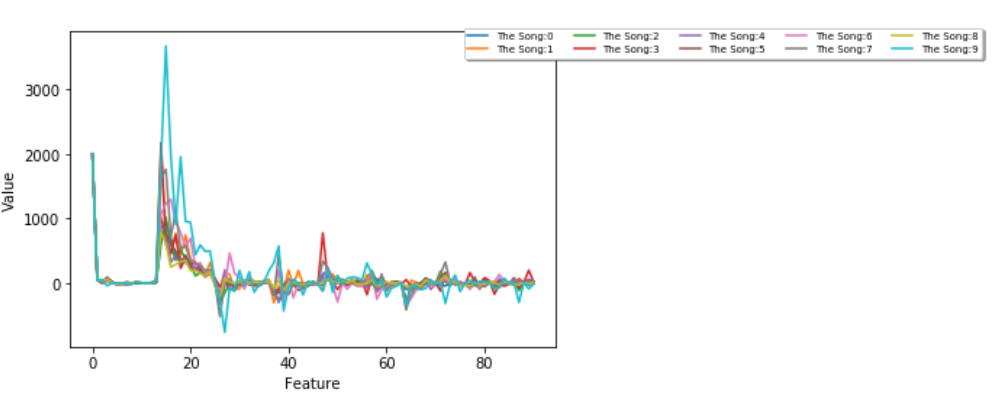 The Song:0 The Song:2 The Song:4 The Song:6 The Song:8
The Song:1 The Song:3 The Song:5 The Song:7 The Song:9
3000
2000
1000
0
Value
0 20 40 60 80
Feature